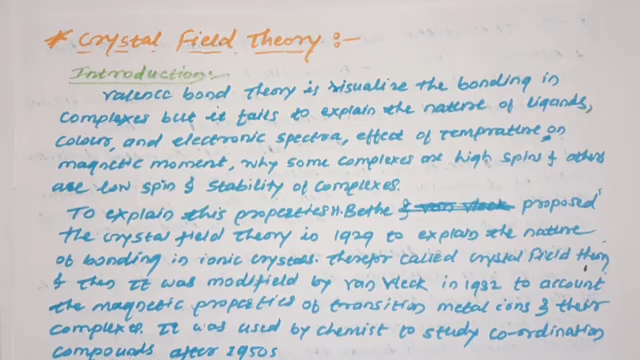 * Crystal Field Theory :-
Introduction:-
Valence bond Theory is visualize the bonding in
complexes but it fails to explain the nature of ligands,
colour, and electronic spectra, effect of temprature on
magnetic moment, why some complexes are high spins & others
are low spin & Stability of complexes.
To explain this properties H. Bethe & van vleck proposed
The crystal field Theory in 1929 to explain the nature
of bonding in ionic crystals. Therefor called Crystal Field theory
& Then It was modifield by van Vleck in 1932 to account
the magnetic properties of transition metal ions & their
complexes. It was used by chemist to study co-ordination
compounds after 1950s